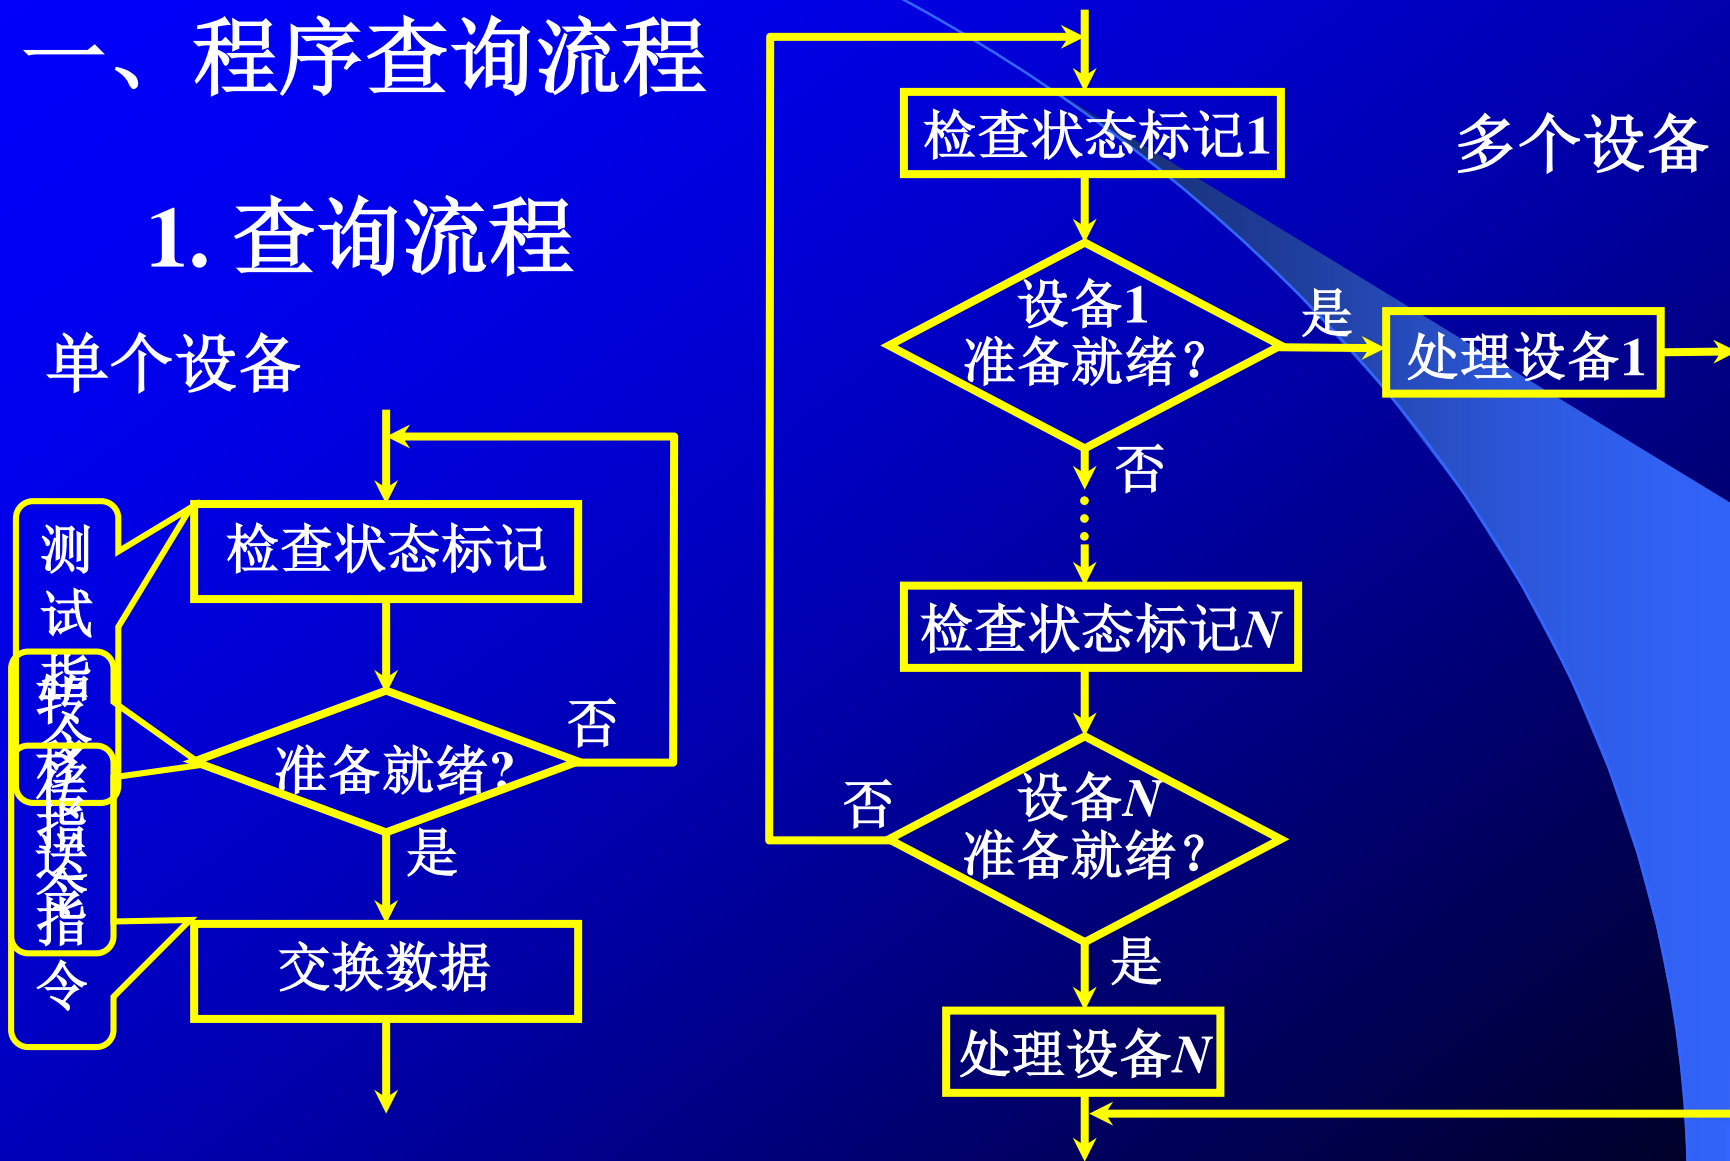 一、程序查询流程
1. 查询流程
单个设备
检查状态标记
准备就绪?
否
是
交换数据
测试指令
转移指令
传送指令
多个设备
检查状态标记1
设备1
准备就绪?
是
处理设备1
否
检查状态标记N
设备N
准备就绪?
否
是
处理设备N